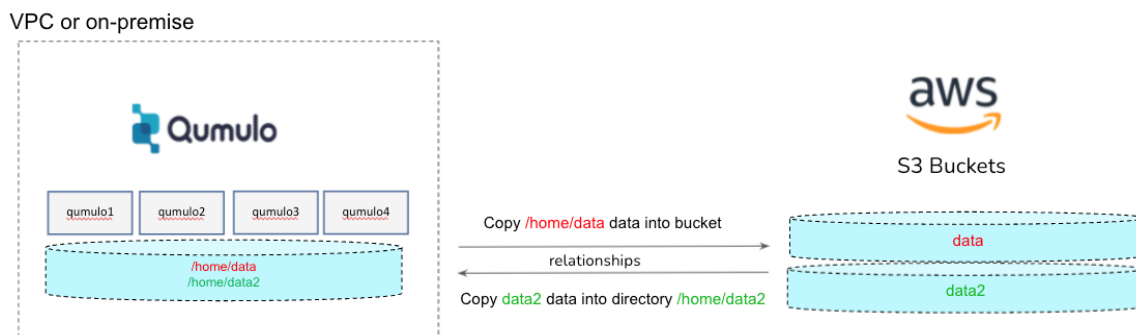 VPC or on-premise
Qumulo
qumulo1
qumulo2
qumulo3
qumulo4
/home/data
/home/data2
Copy /home/data data into bucket
relationships
Copy data2 data into directory /home/data2
aws
S3 Buckets
data
data2